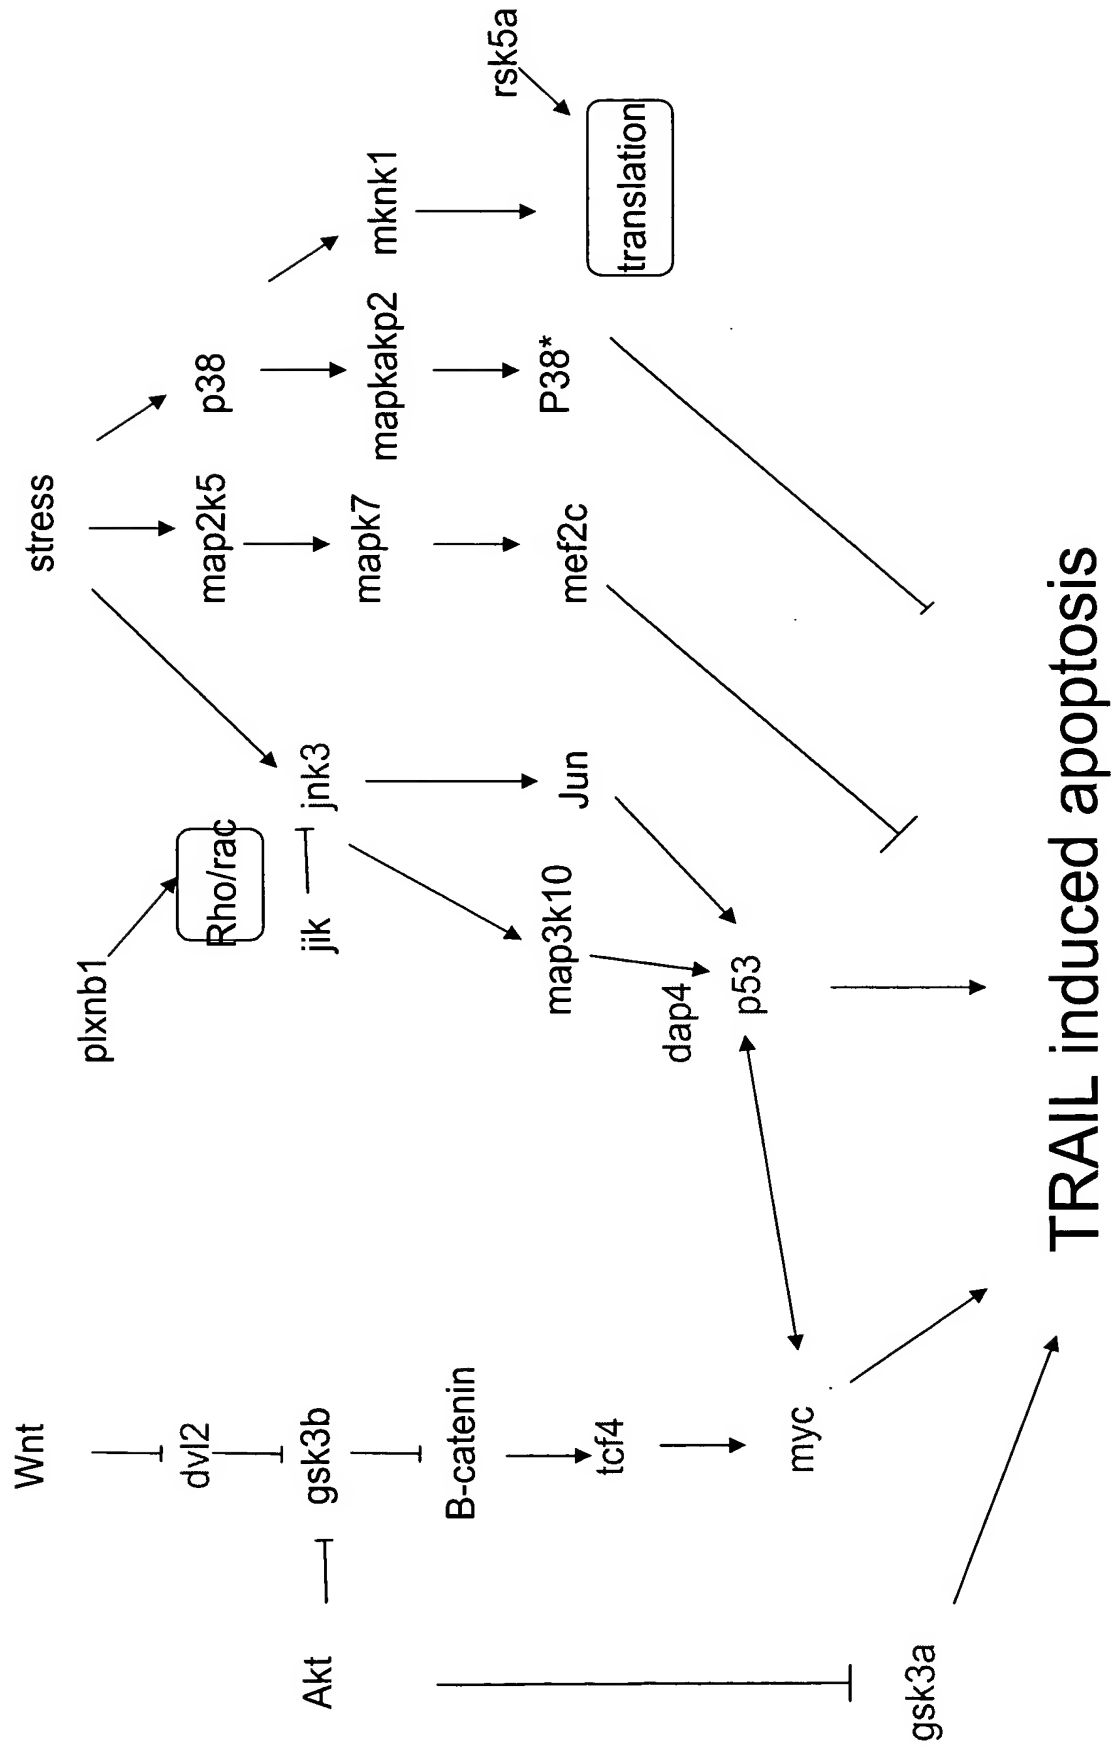 Wnt
stress
plxnb1
dvl2
Rho/rac
map2k5
p38
Akt
gsk3b
jik
jnk3
mapk7
mapkakp2
mknk1
rsk5a
B-catenin
map3k10
Jun
mef2c
P38*
translation
tcf4
dap4
p53
myc
gsk3a
TRAIL induced apoptosis